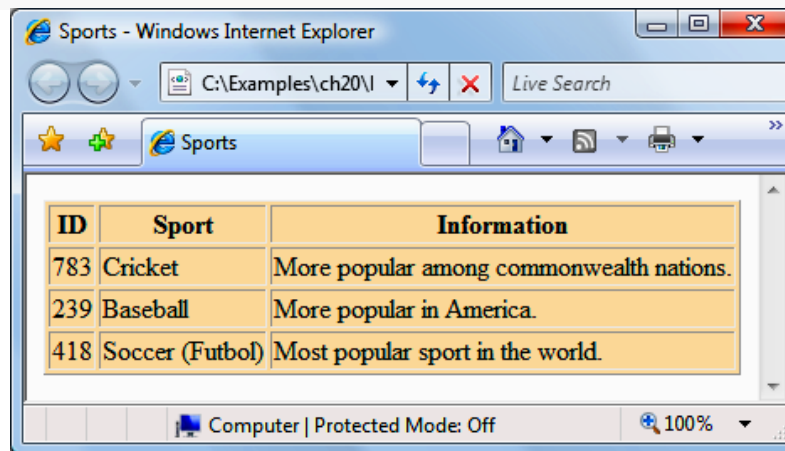 Sports - Windows Internet Explorer
C:\Examples\ch20\
Live Search
Sports
»
ID Sport Information
783 Cricket More popular among commonwealth nations.
239 Baseball More popular in America.
418 Soccer (Futbol) Most popular sport in the world.
Computer | Protected Mode: Off 100%